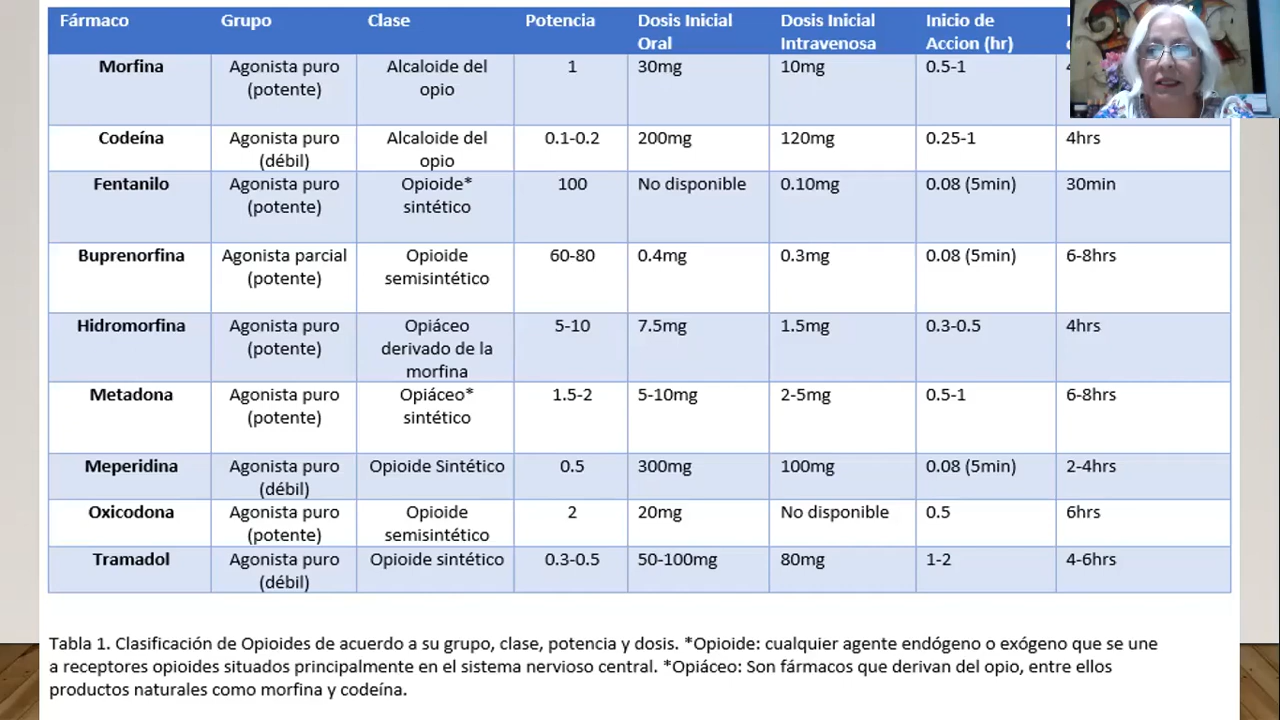 Fármaco Grupo Clase Potencia Dosis Inicial Oral Dosis Inicial Intravenosa Inicio de Accion (hr)
Morfina Agonista puro (potente) Alcaloide del opio 1 30mg 10mg 0.5-1
Codeína Agonista puro (débil) Alcaloide del opio 0.1-0.2 200mg 120mg 0.25-1 4hrs
Fentanilo Agonista puro (potente) Opioide* sintético 100 No disponible 0.10mg 0.08 (5min) 30min
Buprenorfina Agonista parcial (potente) Opioide semisintético 60-80 0.4mg 0.3mg 0.08 (5min) 6-8hrs
Hidromorfina Agonista puro (potente) Opiáceo derivado de la morfina 5-10 7.5mg 1.5mg 0.3-0.5 4hrs
Metadona Agonista puro (potente) Opiáceo* sintético 1.5-2 5-10mg 2-5mg 0.5-1 6-8hrs
Meperidina Agonista puro (débil) Opioide Sintético 0.5 300mg 100mg 0.08 (5min) 2-4hrs
Oxicodona Agonista puro (potente) Opioide semisintético 2 20mg No disponible 0.5 6hrs
Tramadol Agonista puro (débil) Opioide sintético 0.3-0.5 50-100mg 80mg 1-2 4-6hrs
Tabla 1. Clasificación de Opioides de acuerdo a su grupo, clase, potencia y dosis. *Opioide: cualquier agente endógeno o exógeno que se une
a receptores opioides situados principalmente en el sistema nervioso central. *Opiáceo: Son fármacos que derivan del opio, entre ellos
productos naturales como morfina y codeína.